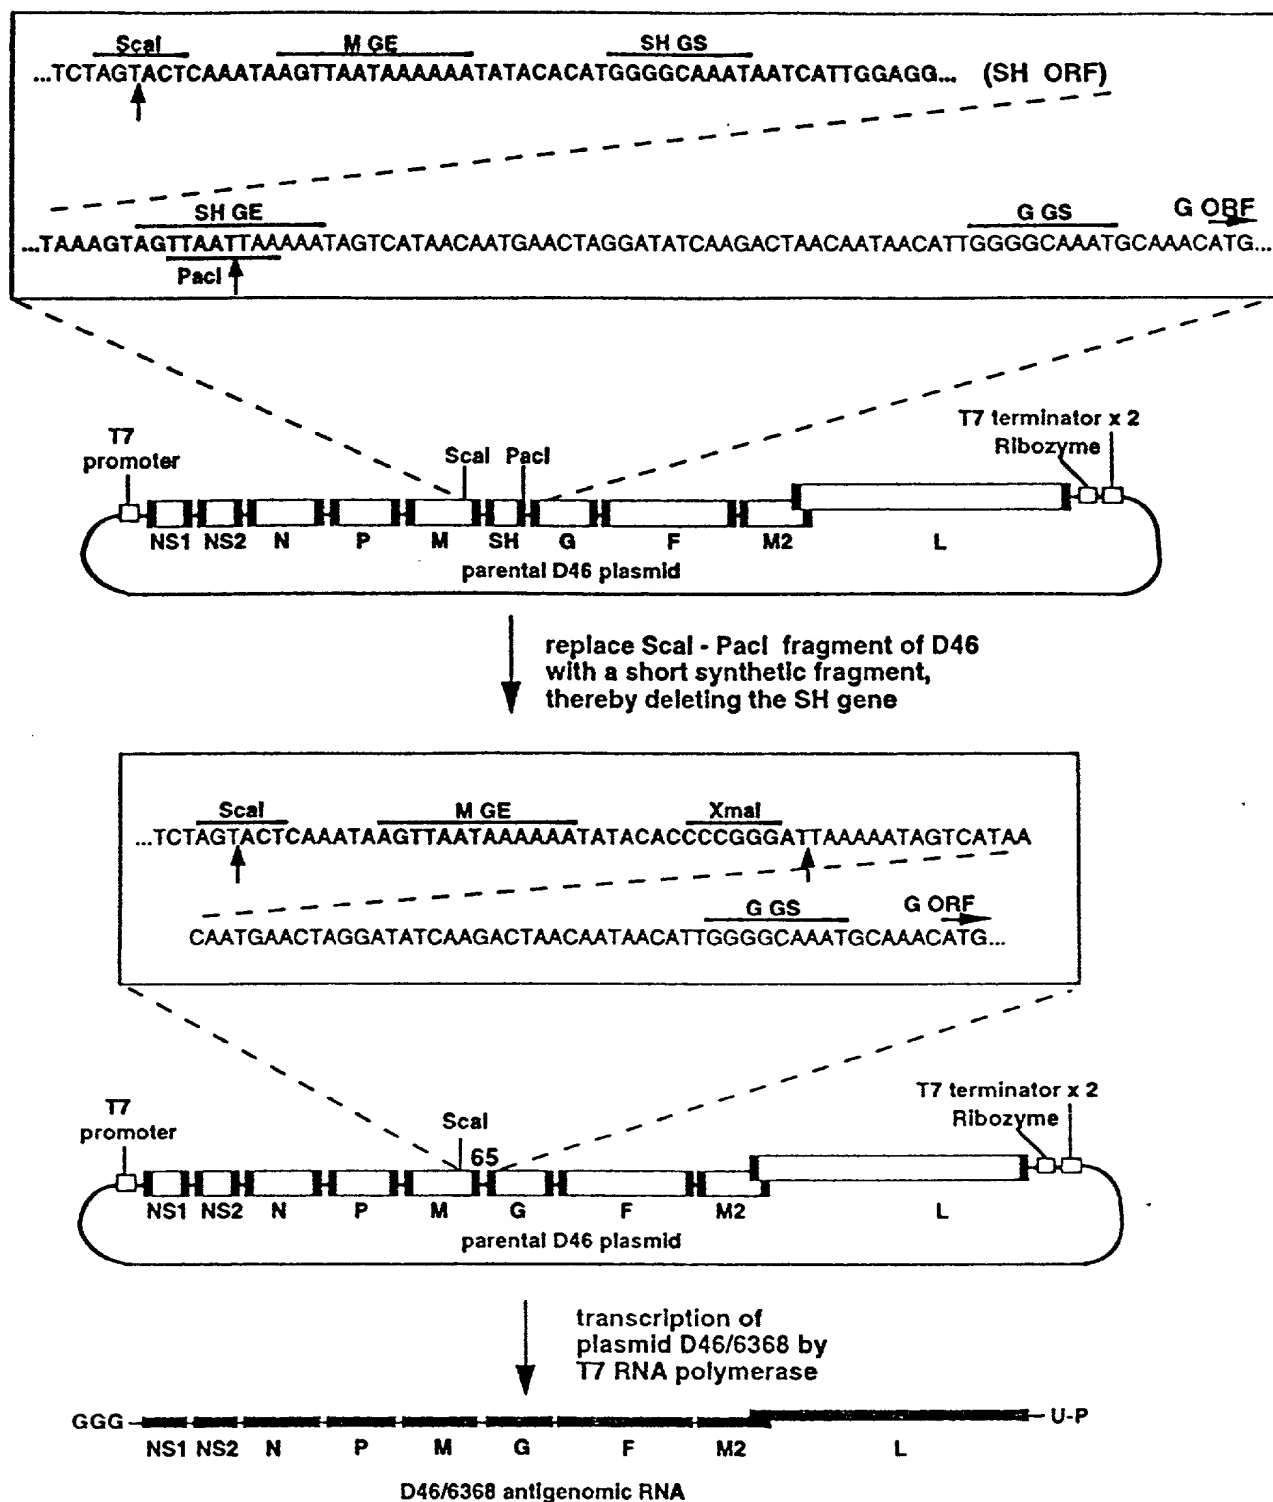 ScaI M GE SH GS
...TCTAGTACTCAAATAAGTTAATAAAAAATATACACATGGGGCAAATAATCATTGGAGG... (SH ORF)
SH GE G GS G ORF
...TAAAGTAGTTAATTAAAAATAGTCATAACAATGAACTAGGATATCAAGACTAACAATAACATTGGGGCAAATGCAAACATG...
PacI
T7 promoter
ScaI PacI
T7 terminator x 2
Ribozyme
NS1 NS2 N P M SH G F M2 L
parental D46 plasmid
replace ScaI - PacI fragment of D46
with a short synthetic fragment,
thereby deleting the SH gene
ScaI M GE XmaI
...TCTAGTACTCAAATAAGTTAATAAAAAATATACACCCCGGGATTAAAAATAGTCATAA
G GS G ORF
CAATGAACTAGGATATCAAGACTAACAATAACATTGGGGCAAATGCAAACATG...
T7 promoter
ScaI
65
T7 terminator x 2
Ribozyme
NS1 NS2 N P M G F M2 L
parental D46 plasmid
transcription of
plasmid D46/6368 by
T7 RNA polymerase
GGG U-P
NS1 NS2 N P M G F M2 L
D46/6368 antigenomic RNA